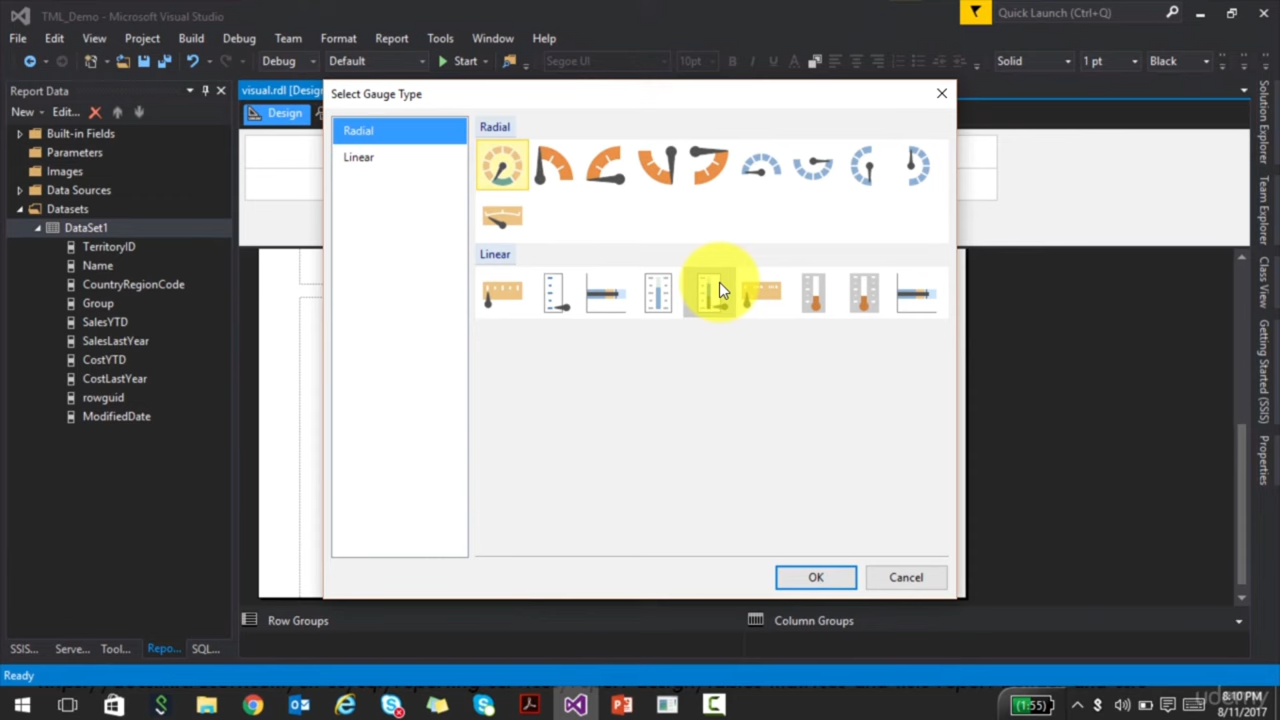 TML_Demo - Microsoft Visual Studio
Quick Launch (Ctrl+Q)
File Edit View Project Build Debug Team Format Report Tools Window Help
Debug Default Start Segoe UI 10pt B I U A Solid 1 pt Black
Report Data
New Edit...
Built-in Fields
Parameters
Images
Data Sources
Datasets
DataSet1
TerritoryID
Name
CountryRegionCode
Group
SalesYTD
SalesLastYear
CostYTD
CostLastYear
rowguid
ModifiedDate
SSIS... Serve... Tool... Repo... SQL...
visual.rdl [Design
Design
Select Gauge Type
Radial
Linear
Radial
Linear
OK Cancel
Row Groups
Column Groups
Solution Explorer
Team Explorer
Class View
Getting Started (SSIS)
Properties
Ready
(1:55)
8:10 PM
8/11/2017
udemy